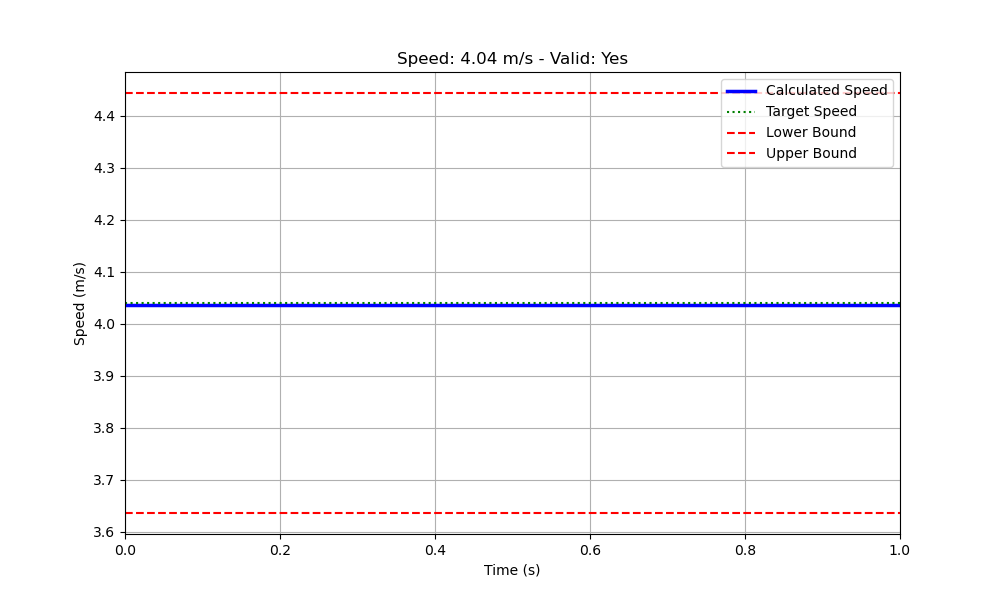 Speed: 4.04 m/s - Valid: Yes
Calculated Speed
Target Speed
Lower Bound
Upper Bound
Speed (m/s)
4.4
4.3
4.2
4.1
4.0
3.9
3.8
3.7
3.6
0.0 0.2 0.4 0.6 0.8 1.0
Time (s)